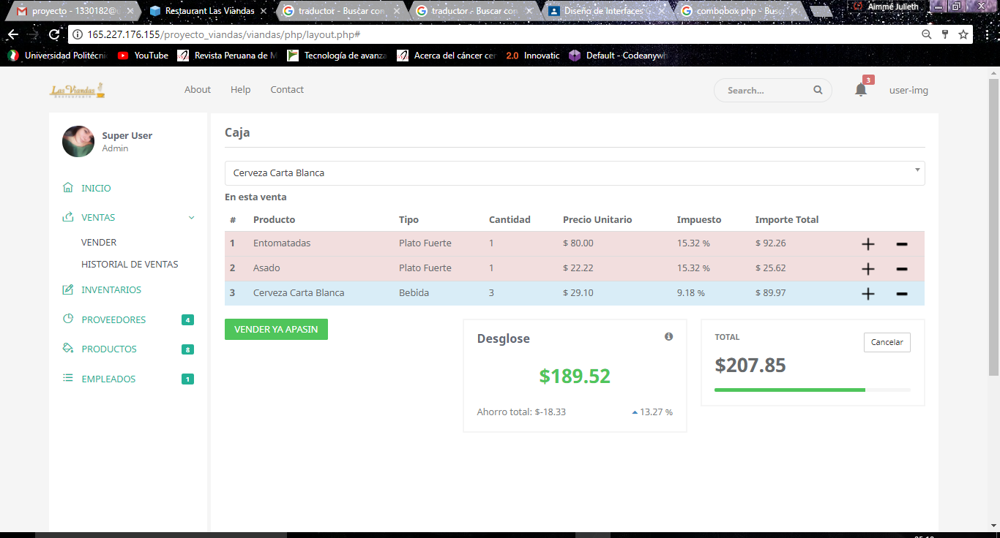 proyecto - 1330182@u
Restaurant Las Viandas
traductor - Buscar con
traductor - Buscar con
Diseño de Interfaces
combobox php - Bus
Aimmé Julieth
165.227.176.155/proyecto_viandas/viandas/php/layout.php#
Universidad Politécni
YouTube
Revista Peruana de M
Tecnología de avanza
Acerca del cáncer cer
2.0 Innovatic
Default - Codeanywh
Las Viandas
About
Help
Contact
Search...
3
user-img
Super User
Admin
INICIO
VENTAS
VENDER
HISTORIAL DE VENTAS
INVENTARIOS
PROVEEDORES 4
PRODUCTOS 8
EMPLEADOS 1
Caja
Cerveza Carta Blanca
En esta venta
# Producto Tipo Cantidad Precio Unitario Impuesto Importe Total
1 Entomatadas Plato Fuerte 1 $ 80.00 15.32 % $ 92.26
2 Asado Plato Fuerte 1 $ 22.22 15.32 % $ 25.62
3 Cerveza Carta Blanca Bebida 3 $ 29.10 9.18 % $ 89.97
VENDER YA APASIN
Desglose
$189.52
Ahorro total: $-18.33
13.27 %
TOTAL
Cancelar
$207.85